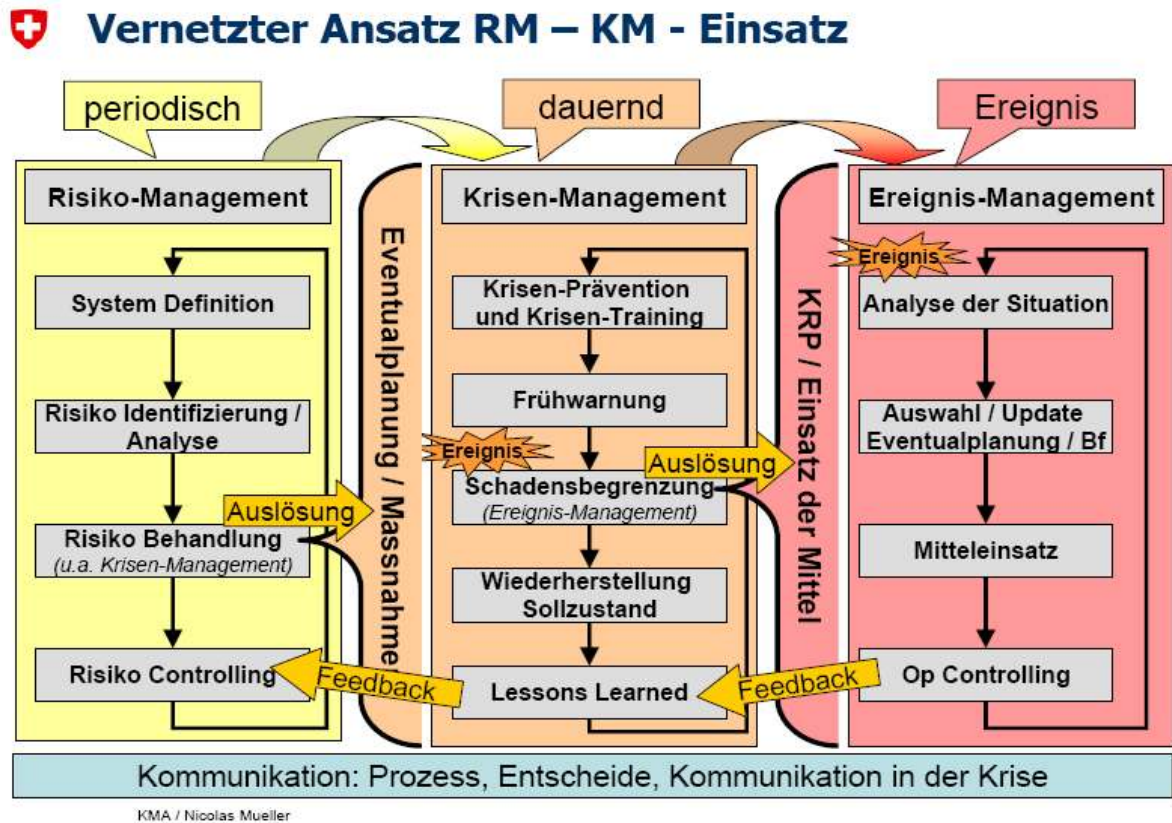 Vernetzter Ansatz RM – KM - Einsatz
periodisch
dauernd
Ereignis
Risiko-Management
System Definition
Risiko Identifizierung /
Analyse
Auslösung
Risiko Behandlung
(u.a. Krisen-Management)
Risiko Controlling
Feedback
Eventualplanung / Massnahme
Krisen-Management
Krisen-Prävention
und Krisen-Training
Frühwarnung
Ereignis
Auslösung
Schadensbegrenzung
(Ereignis-Management)
Wiederherstellung
Sollzustand
Lessons Learned
Feedback
KRP / Einsatz der Mittel
Ereignis-Management
Ereignis
Analyse der Situation
Auswahl / Update
Eventualplanung / Bf
Mitteleinsatz
Op Controlling
Kommunikation: Prozess, Entscheide, Kommunikation in der Krise
KMA / Nicolas Mueller